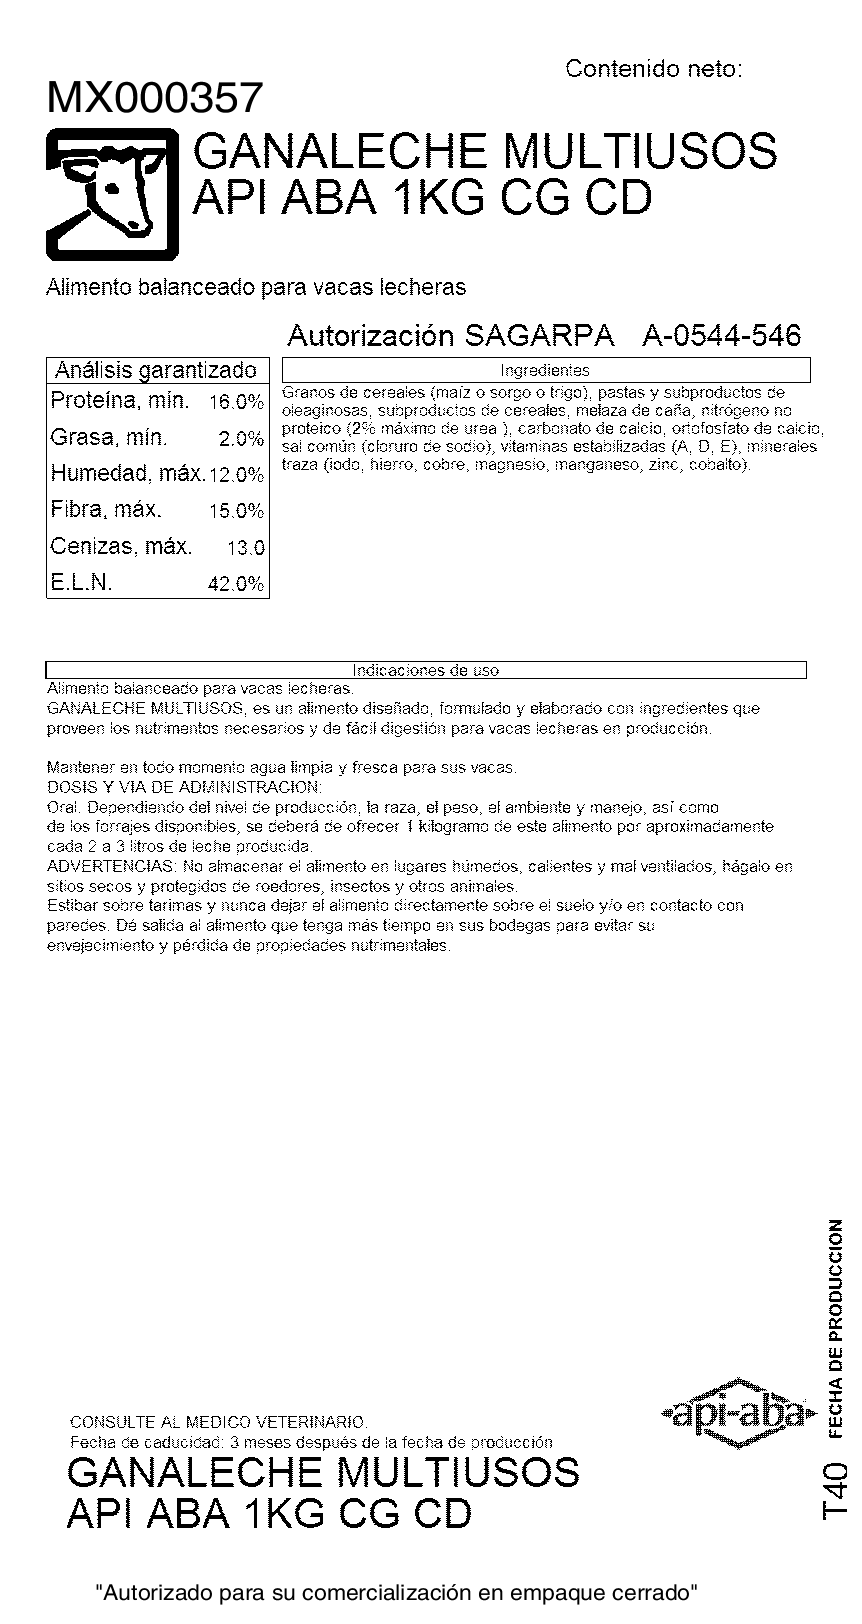 Contenido neto:
MX000357
GANALECHE MULTIUSOS
API ABA 1KG CG CD
Alimento balanceado para vacas lecheras
Autorización SAGARPA A-0544-546
Análisis garantizado
Proteína, mín. 16.0%
Grasa, mín. 2.0%
Humedad, máx. 12.0%
Fibra, máx. 15.0%
Cenizas, máx. 13.0
E.L.N. 42.0%
Ingredientes
Granos de cereales (maíz o sorgo o trigo), pastas y subproductos de
oleaginosas, subproductos de cereales, melaza de caña, nitrógeno no
proteico (2% máximo de urea ), carbonato de calcio, ortofosfato de calcio,
sal común (cloruro de sodio), vitaminas estabilizadas (A, D, E), minerales
traza (iodo, hierro, cobre, magnesio, manganeso, zinc, cobalto).
Indicaciones de uso
Alimento balanceado para vacas lecheras.
GANALECHE MULTIUSOS, es un alimento diseñado, formulado y elaborado con ingredientes que
proveen los nutrimentos necesarios y de fácil digestión para vacas lecheras en producción.
Mantener en todo momento agua limpia y fresca para sus vacas.
DOSIS Y VIA DE ADMINISTRACION:
Oral. Dependiendo del nivel de producción, la raza, el peso, el ambiente y manejo, así como
de los forrajes disponibles, se deberá de ofrecer 1 kilogramo de este alimento por aproximadamente
cada 2 a 3 litros de leche producida.
ADVERTENCIAS: No almacenar el alimento en lugares húmedos, calientes y mal ventilados, hágalo en
sitios secos y protegidos de roedores, insectos y otros animales.
Estibar sobre tarimas y nunca dejar el alimento directamente sobre el suelo y/o en contacto con
paredes. Dé salida al alimento que tenga más tiempo en sus bodegas para evitar su
envejecimiento y pérdida de propiedades nutrimentales.
FECHA DE PRODUCCION
T40
api-aba
CONSULTE AL MEDICO VETERINARIO.
Fecha de caducidad: 3 meses después de la fecha de producción
GANALECHE MULTIUSOS
API ABA 1KG CG CD
"Autorizado para su comercialización en empaque cerrado"